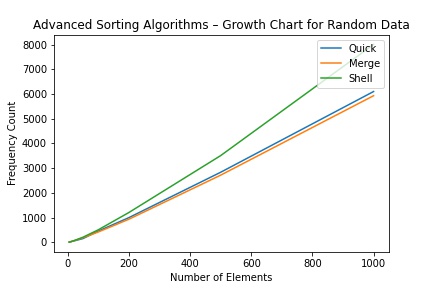 Advanced Sorting Algorithms – Growth Chart for Random Data
8000
7000
6000
5000
4000
3000
2000
1000
0
Frequency Count
Quick
Merge
Shell
0 200 400 600 800 1000
Number of Elements